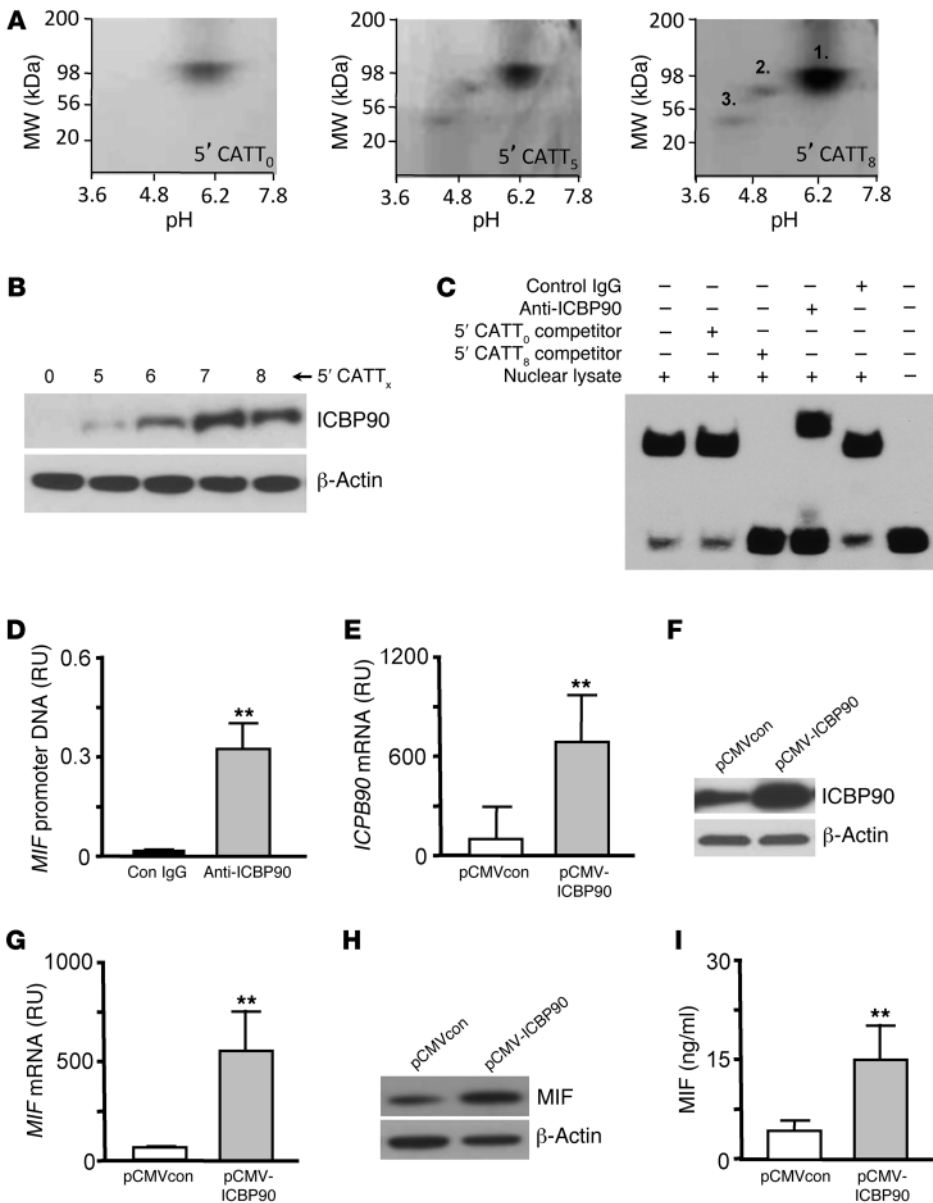 A
MW (kDa)
200
98
56
20
5′ CATT0
3.6 4.8 6.2 7.8
pH
MW (kDa)
200
98
56
20
5′ CATT5
3.6 4.8 6.2 7.8
pH
MW (kDa)
200
98
56
20
1.
2.
3.
5′ CATT8
3.6 4.8 6.2 7.8
pH
B
0 5 6 7 8 ← 5′ CATTx
ICBP90
β-Actin
C
Control IgG – – – – + –
Anti-ICBP90 – – – + – –
5′ CATT0 competitor – + – – – –
5′ CATT8 competitor – – + – – –
Nuclear lysate + + + + + –
D
MIF promoter DNA (RU)
0.6
0.3
0
**
Con IgG Anti-ICBP90
E
ICPB90 mRNA (RU)
1200
600
0
**
pCMVcon pCMV-
ICBP90
F
pCMVcon pCMV-ICBP90
ICBP90
β-Actin
G
MIF mRNA (RU)
1000
500
0
**
pCMVcon pCMV-
ICBP90
H
pCMVcon pCMV-ICBP90
MIF
β-Actin
I
MIF (ng/ml)
30
15
0
**
pCMVcon pCMV-
ICBP90